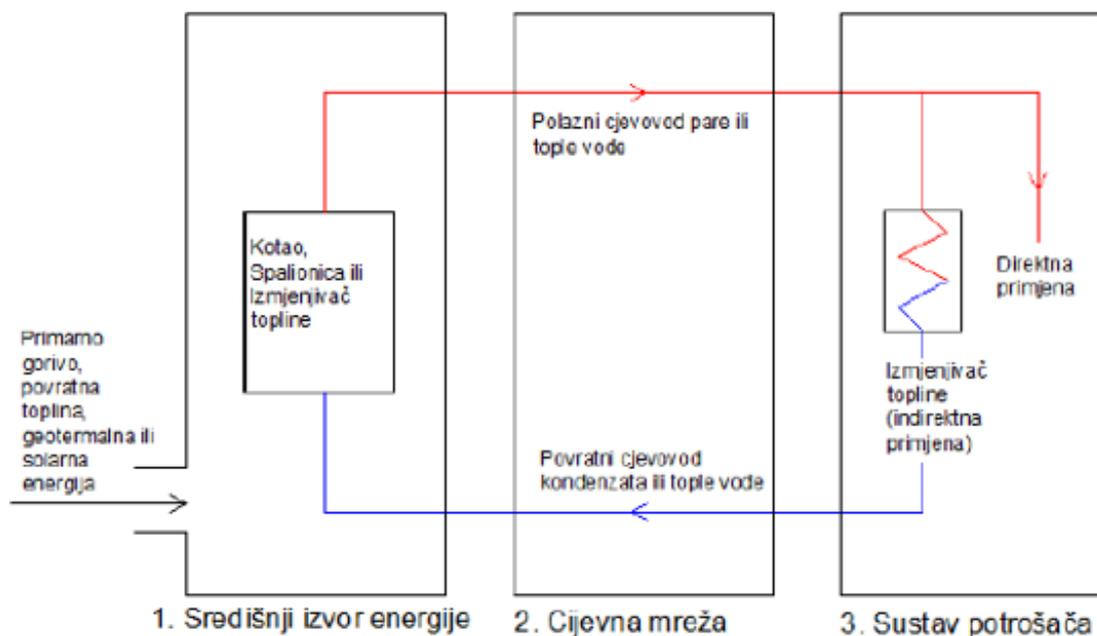 Polazni cjevovod pare ili
tople vode
Kotao,
Spalionica ili
Izmjenjivač
topline
Direktna
primjena
Primarno
gorivo,
povratna
toplina,
geotermalna ili
solarna
energija
Izmjenjivač
topline
(indirektna
primjena)
Povratni cjevovod
kondenzata ili tople vode
1. Središnji izvor energije
2. Cijevna mreža
3. Sustav potrošača